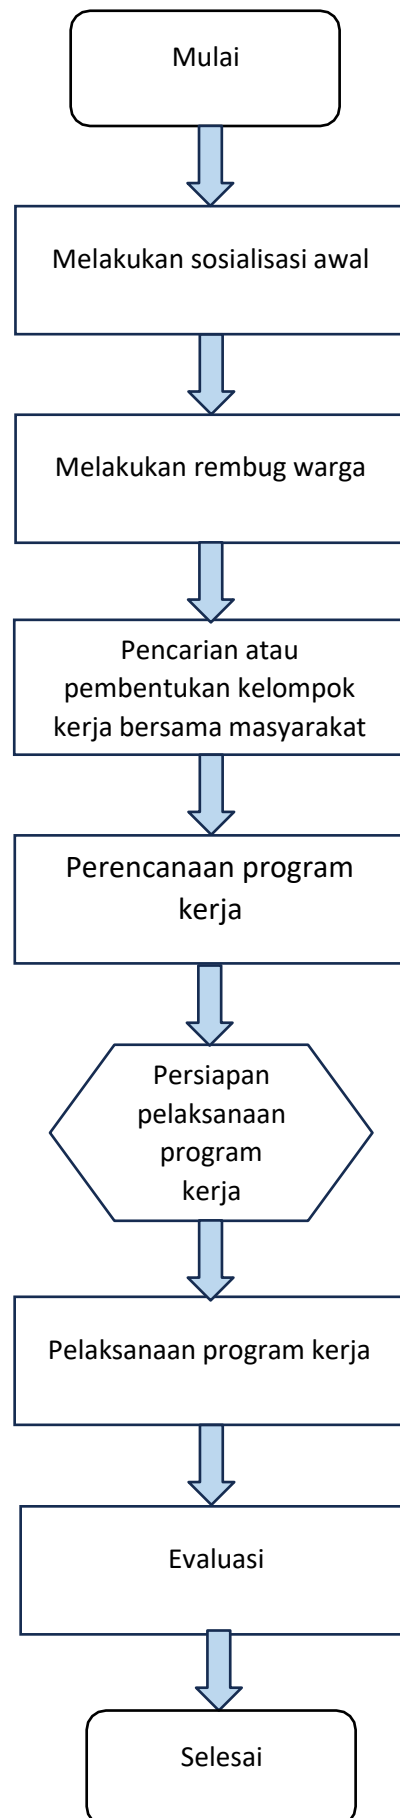 Mulai
Melakukan sosialisasi awal
Melakukan rembug warga
Pencarian atau
pembentukan kelompok
kerja bersama masyarakat
Perencanaan program
kerja
Persiapan
pelaksanaan
program
kerja
Pelaksanaan program kerja
Evaluasi
Selesai